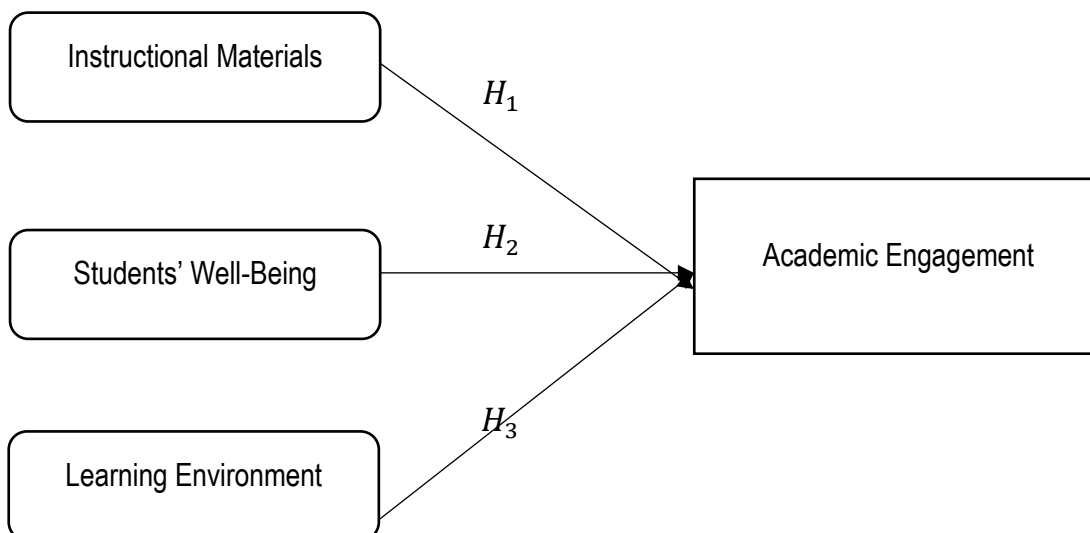 Instructional Materials
H₁
Students’ Well-Being
H₂
Academic Engagement
H₃
Learning Environment